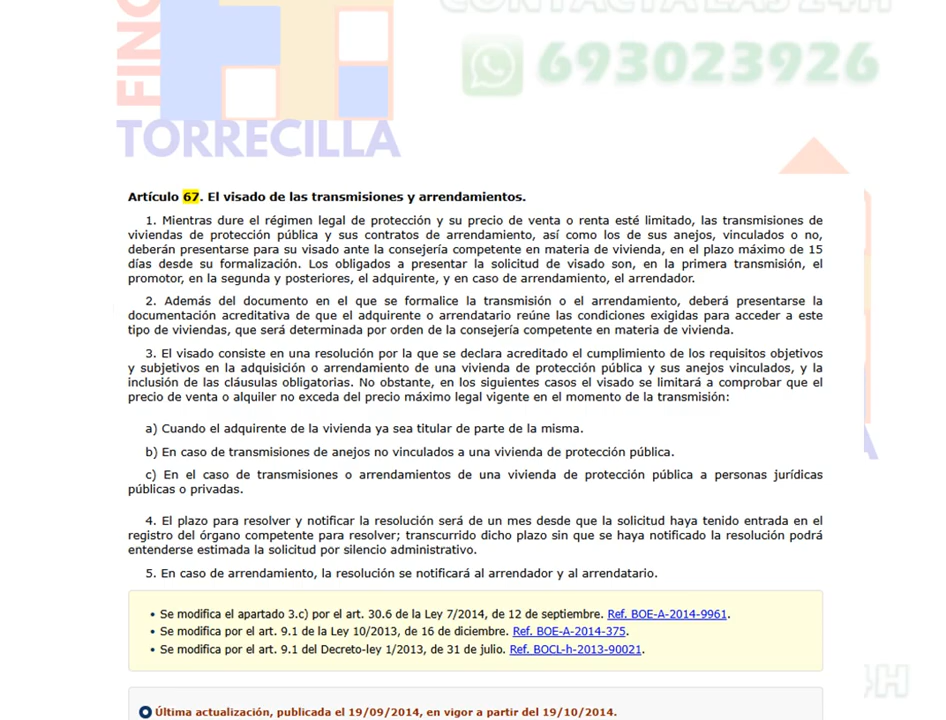 CONTACTA LAS 24H
693023926
FINC
TORRECILLA
Artículo 67. El visado de las transmisiones y arrendamientos.
1. Mientras dure el régimen legal de protección y su precio de venta o renta esté limitado, las transmisiones de
viviendas de protección pública y sus contratos de arrendamiento, así como los de sus anejos, vinculados o no,
deberán presentarse para su visado ante la consejería competente en materia de vivienda, en el plazo máximo de 15
días desde su formalización. Los obligados a presentar la solicitud de visado son, en la primera transmisión, el
promotor, en la segunda y posteriores, el adquirente, y en caso de arrendamiento, el arrendador.
2. Además del documento en el que se formalice la transmisión o el arrendamiento, deberá presentarse la
documentación acreditativa de que el adquirente o arrendatario reúne las condiciones exigidas para acceder a este
tipo de viviendas, que será determinada por orden de la consejería competente en materia de vivienda.
3. El visado consiste en una resolución por la que se declara acreditado el cumplimiento de los requisitos objetivos
y subjetivos en la adquisición o arrendamiento de una vivienda de protección pública y sus anejos vinculados, y la
inclusión de las cláusulas obligatorias. No obstante, en los siguientes casos el visado se limitará a comprobar que el
precio de venta o alquiler no exceda del precio máximo legal vigente en el momento de la transmisión:
a) Cuando el adquirente de la vivienda ya sea titular de parte de la misma.
b) En caso de transmisiones de anejos no vinculados a una vivienda de protección pública.
c) En el caso de transmisiones o arrendamientos de una vivienda de protección pública a personas jurídicas
públicas o privadas.
4. El plazo para resolver y notificar la resolución será de un mes desde que la solicitud haya tenido entrada en el
registro del órgano competente para resolver; transcurrido dicho plazo sin que se haya notificado la resolución podrá
entenderse estimada la solicitud por silencio administrativo.
5. En caso de arrendamiento, la resolución se notificará al arrendador y al arrendatario.
• Se modifica el apartado 3.c) por el art. 30.6 de la Ley 7/2014, de 12 de septiembre. Ref. BOE-A-2014-9961.
• Se modifica por el art. 9.1 de la Ley 10/2013, de 16 de diciembre. Ref. BOE-A-2014-375.
• Se modifica por el art. 9.1 del Decreto-ley 1/2013, de 31 de julio. Ref. BOCL-h-2013-90021.
Última actualización, publicada el 19/09/2014, en vigor a partir del 19/10/2014.